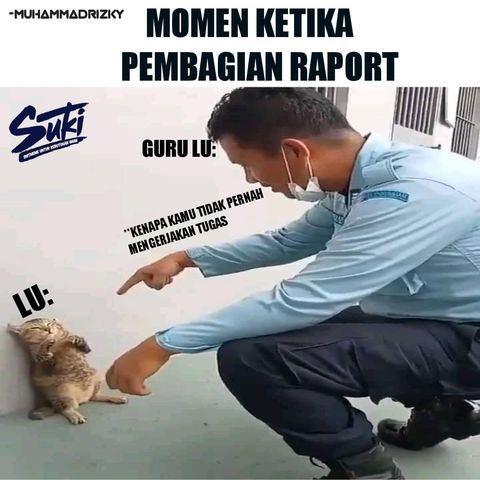 -MUHAMMADRIZKY
MOMEN KETIKA
PEMBAGIAN RAPORT
Suki
GURU LU:
**KENAPA KAMU TIDAK PERNAH
MENGERJAKAN TUGAS
LU: